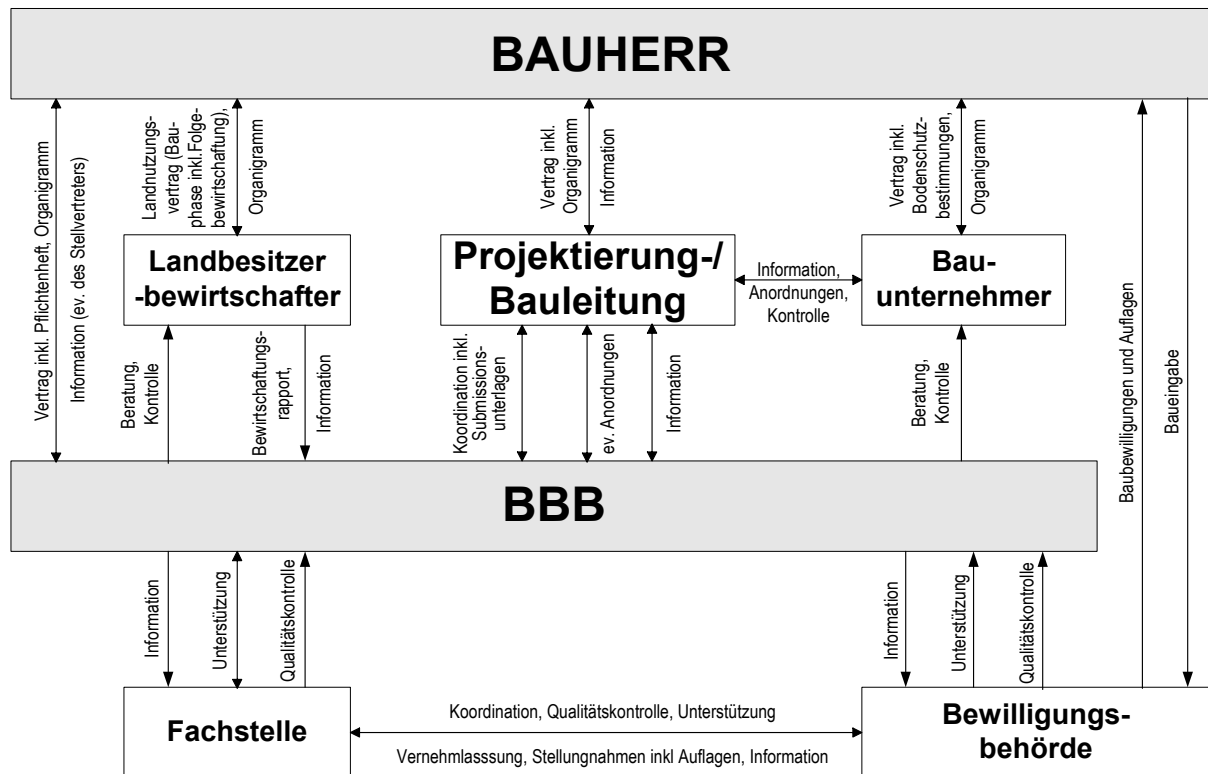 BAUHERR
Vertrag inkl. Pflichtenheft, Organigramm
Information (ev. des Stellvertreters)
Landnutzungs-
vertrag (Bau-
phase inkl.Folge-
bewirtschaftung),
Organigramm
Vertrag inkl.
Organigramm
Information
Vertrag inkl.
Bodenschutz-
bestimmungen,
Organigramm
Landbesitzer
-bewirtschafter
Projektierung-/
Bauleitung
Information,
Anordnungen,
Kontrolle
Bau-
unternehmer
Beratung,
Kontrolle
Bewirtschaftungs-
rapport,
Information
Koordination inkl.
Submissions-
unterlagen
ev. Anordnungen
Information
Beratung,
Kontrolle
Baubewilligungen und Auflagen
Baueingabe
BBB
Information
Unterstützung
Qualitätskontrolle
Information
Unterstützung
Qualitätskontrolle
Fachstelle
Koordination, Qualitätskontrolle, Unterstützung
Vernehmlasssung, Stellungnahmen inkl Auflagen, Information
Bewilligungs-
behörde